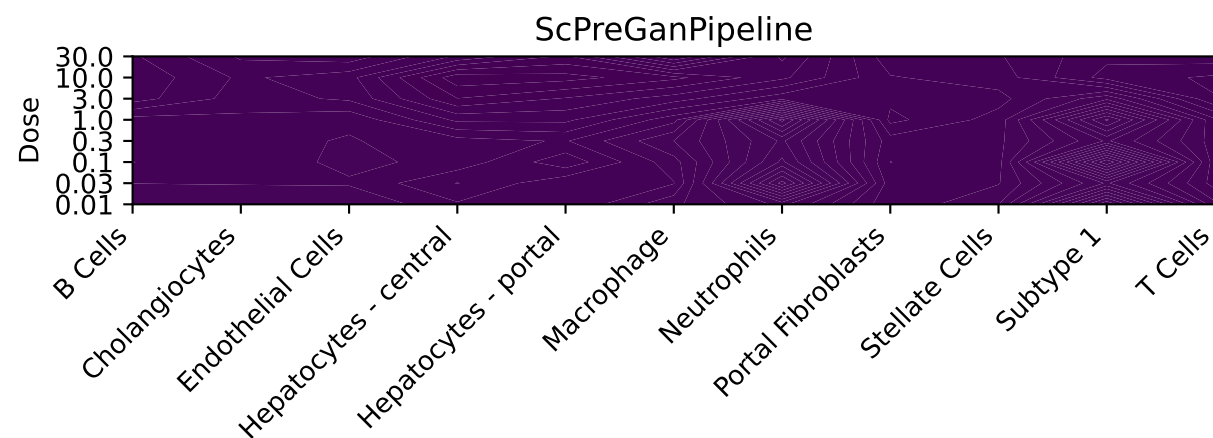 ScPreGanPipeline
Dose
30.0
10.0
3.0
1.0
0.3
0.1
0.03
0.01
B Cells
Cholangiocytes
Endothelial Cells
Hepatocytes - central
Hepatocytes - portal
Macrophage
Neutrophils
Portal Fibroblasts
Stellate Cells
Subtype 1
T Cells